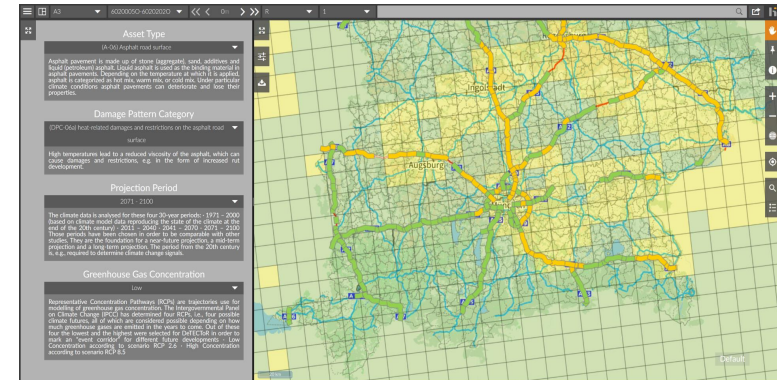 A3
6020005O-6020202O
0m
R
1
Asset Type
(A-06) Asphalt road surface
Asphalt pavement is made up of stone (aggregate), sand, additives and
liquid (petroleum) asphalt. Liquid asphalt is used as the binding material in
asphalt pavements. Depending on the temperature at which it is applied,
asphalt is categorized as hot mix, warm mix, or cold mix. Under particular
climate conditions asphalt pavements can deteriorate and lose their
properties.
Damage Pattern Category
(DPC-06a) heat-related damages and restrictions on the asphalt road
surface
High temperatures lead to a reduced viscosity of the asphalt, which can
cause damages and restrictions, e.g. in the form of increased rut
development.
Projection Period
2071 - 2100
The climate data is analysed for these four 30-year periods: · 1971 – 2000
(based on climate model data reproducing the state of the climate at the
end of the 20th century) · 2011 – 2040 · 2041 – 2070 · 2071 – 2100
Those periods have been chosen in order to be comparable with other
studies. They are the foundation for a near-future projection, a mid-term
projection and a long-term projection. The period from the 20th century
is, e.g., required to determine climate change signals.
Greenhouse Gas Concentration
Low
Representative Concentration Pathways (RCPs) are trajectories use for
modelling of greenhouse gas concentration. The Intergovernmental Panel
on Climate Change (IPCC) has determined four RCPs, i.e., four possible
climate futures, all of which are considered possible depending on how
much greenhouse gases are emitted in the years to come. Out of these
four the lowest and the highest were selected for DeTECToR in order to
mark an "event corridor" for different future developments · Low
Concentration according to scenario RCP 2.6 · High Concentration
according to scenario RCP 8.5
Ingolstadt
Augsburg
Default